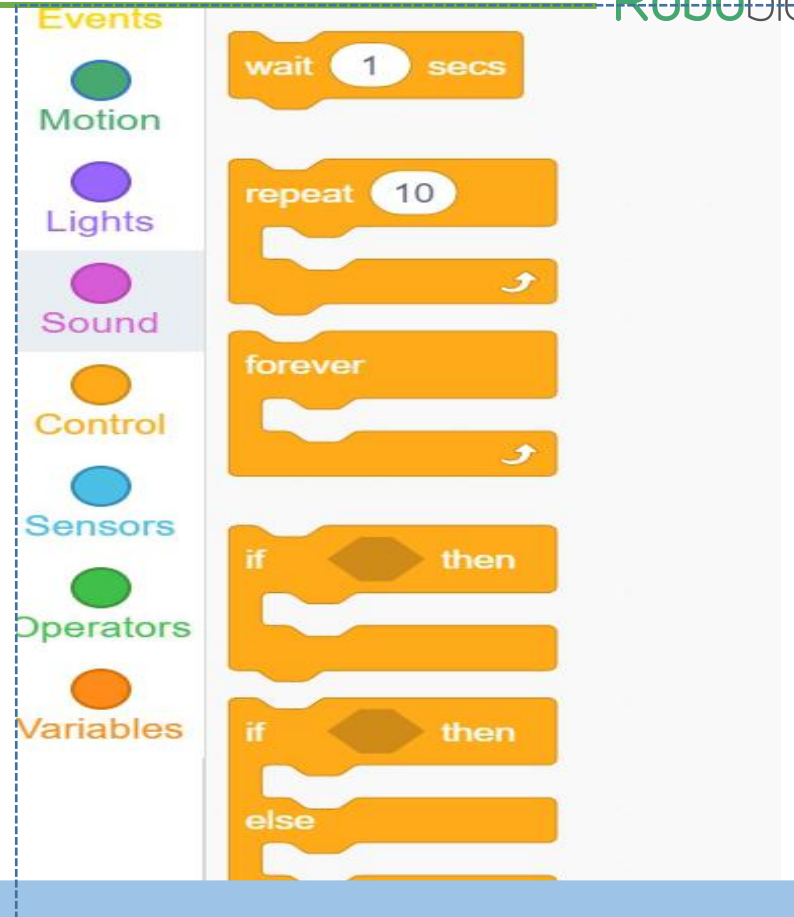 Events
Motion
Lights
Sound
Control
Sensors
Operators
Variables
wait 1 secs
repeat 10
forever
if then
if then
else